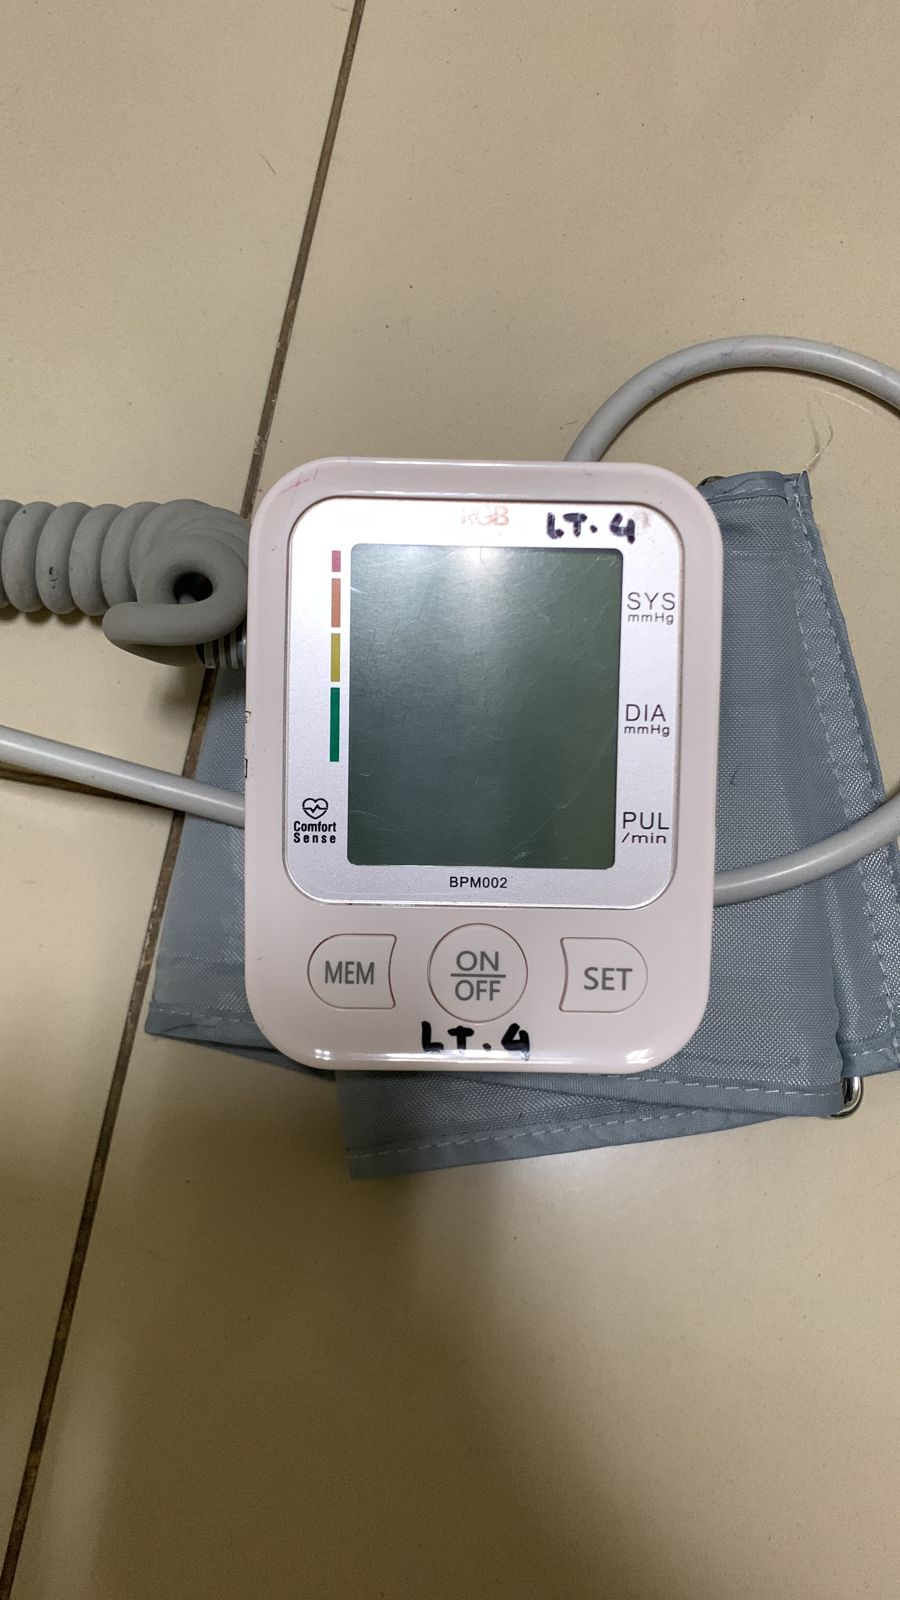 RGB
LT. 4
SYS
mmHg
DIA
mmHg
PUL
/min
Comfort
Sense
BPM002
MEM
ON
OFF
SET
LT. 4